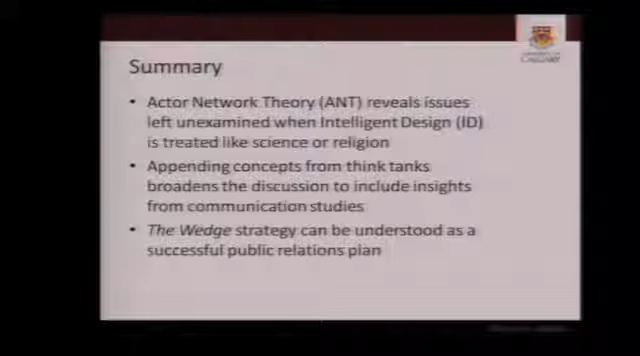 CALGARY
Summary
• Actor Network Theory (ANT) reveals issues
left unexamined when Intelligent Design (ID)
is treated like science or religion
• Appending concepts from think tanks
broadens the discussion to include insights
from communication studies
• The Wedge strategy can be understood as a
successful public relations plan